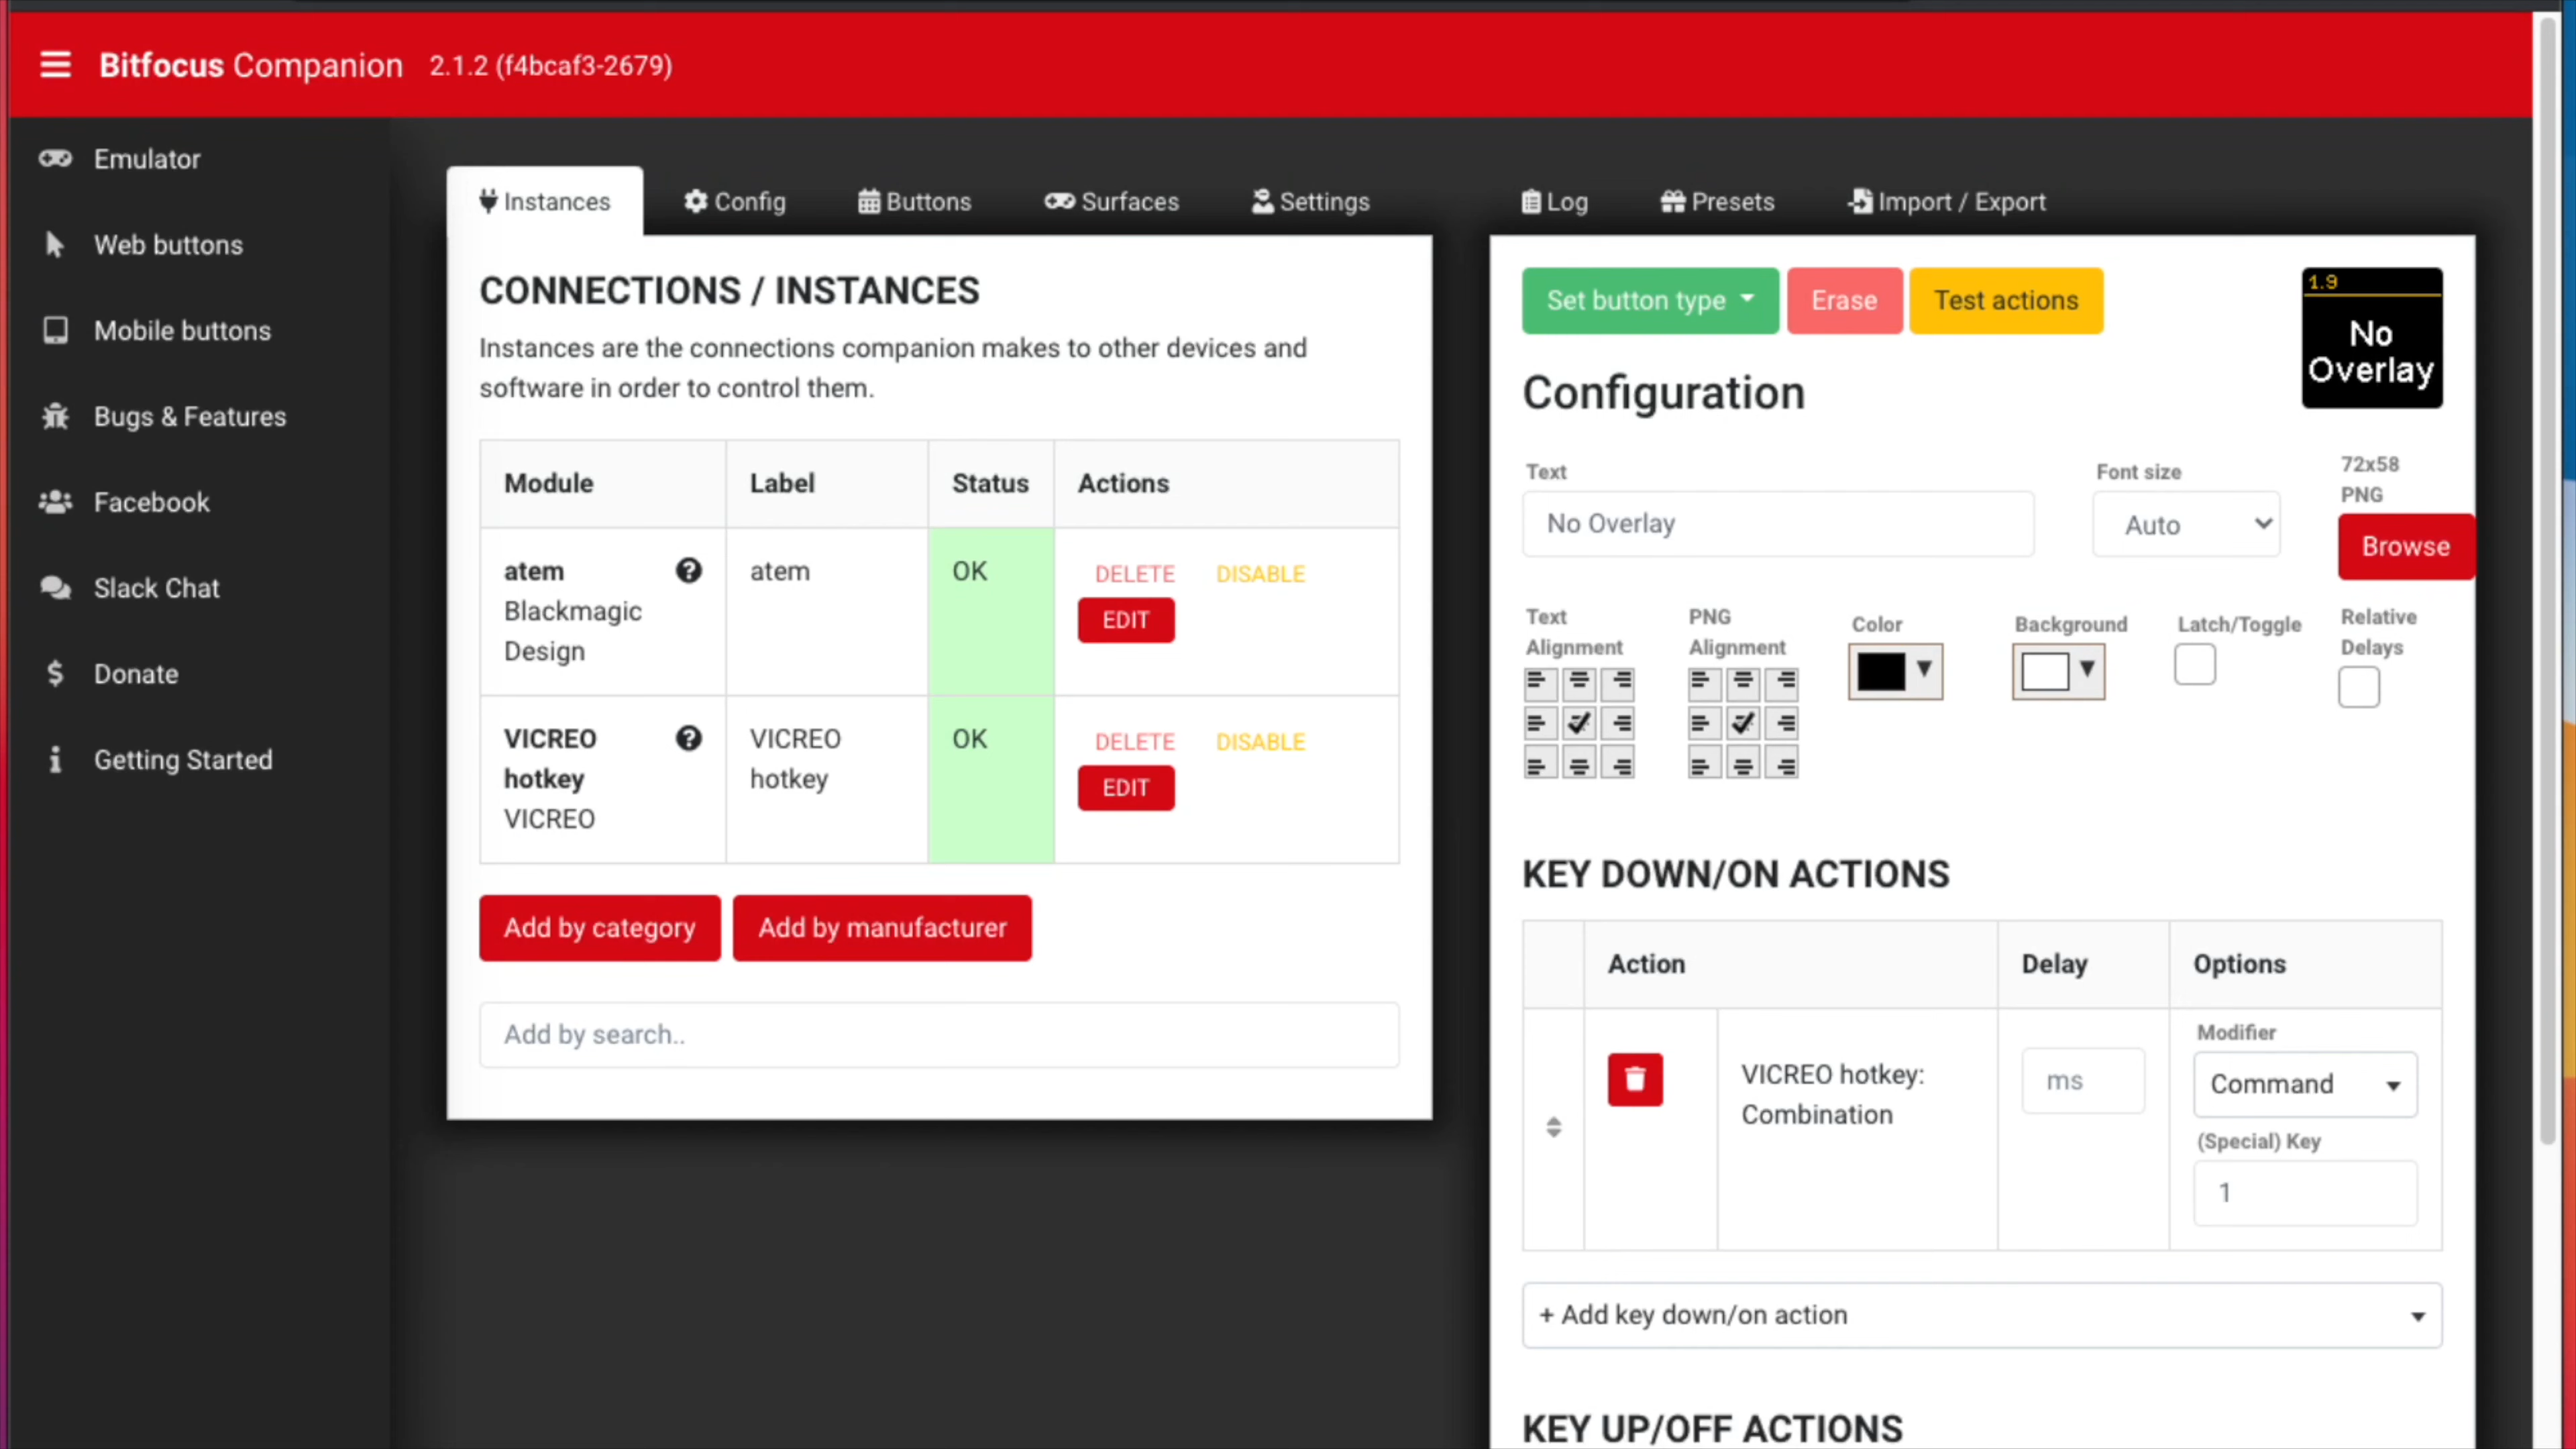 Bitfocus Companion 2.1.2 (f4bcaf3-2679)
Emulator
Web buttons
Mobile buttons
Bugs & Features
Facebook
Slack Chat
Donate
Getting Started
Instances
Config
Buttons
Surfaces
Settings
CONNECTIONS / INSTANCES
Instances are the connections companion makes to other devices and
software in order to control them.
Module Label Status Actions
atem atem OK DELETE DISABLE
Blackmagic
Design
EDIT
VICREO VICREO OK DELETE DISABLE
hotkey hotkey
VICREO
EDIT
Add by category Add by manufacturer
Add by search..
Log
Presets
Import / Export
Set button type Erase Test actions
1.9
No
Overlay
Configuration
Text
No Overlay
Font size
Auto
72x58
PNG
Browse
Text
Alignment
PNG
Alignment
Color
Background
Latch/Toggle
Relative
Delays
KEY DOWN/ON ACTIONS
Action Delay Options
VICREO hotkey:
Combination
ms
Modifier
Command
(Special) Key
1
+ Add key down/on action
KEY UP/OFF ACTIONS